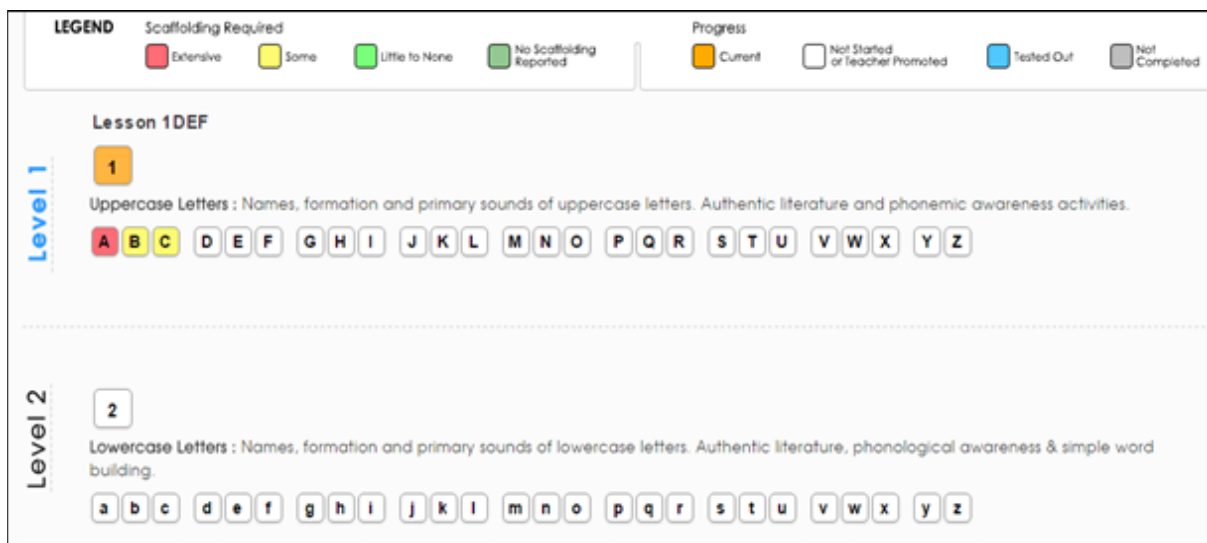 LEGEND Scaffolding Required Progress
Extensive Some Little to None No Scaffolding Reported Current Not Started or Teacher Promoted Tested Out Not Completed
Lesson 1DEF
Level 1
1
Uppercase Letters : Names, formation and primary sounds of uppercase letters. Authentic literature and phonemic awareness activities.
A B C D E F G H I J K L M N O P Q R S T U V W X Y Z
Level 2
2
Lowercase Letters : Names, formation and primary sounds of lowercase letters. Authentic literature, phonological awareness & simple word
building.
a b c d e f g h i j k l m n o p q r s t u v w x y z